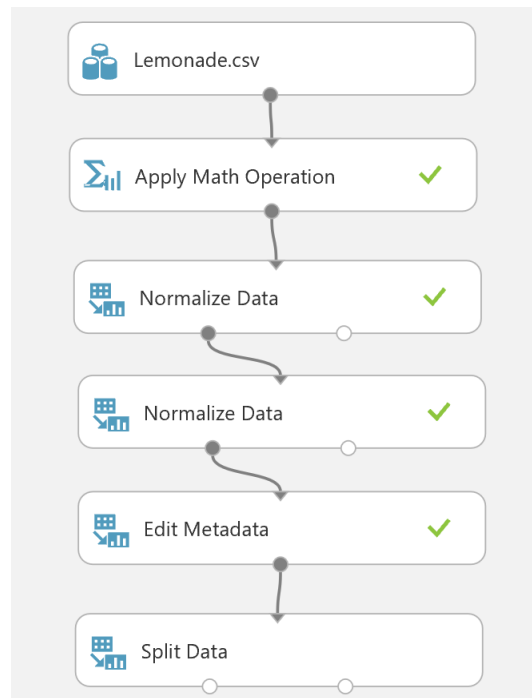 Lemonade.csv
Apply Math Operation
Normalize Data
Normalize Data
Edit Metadata
Split Data